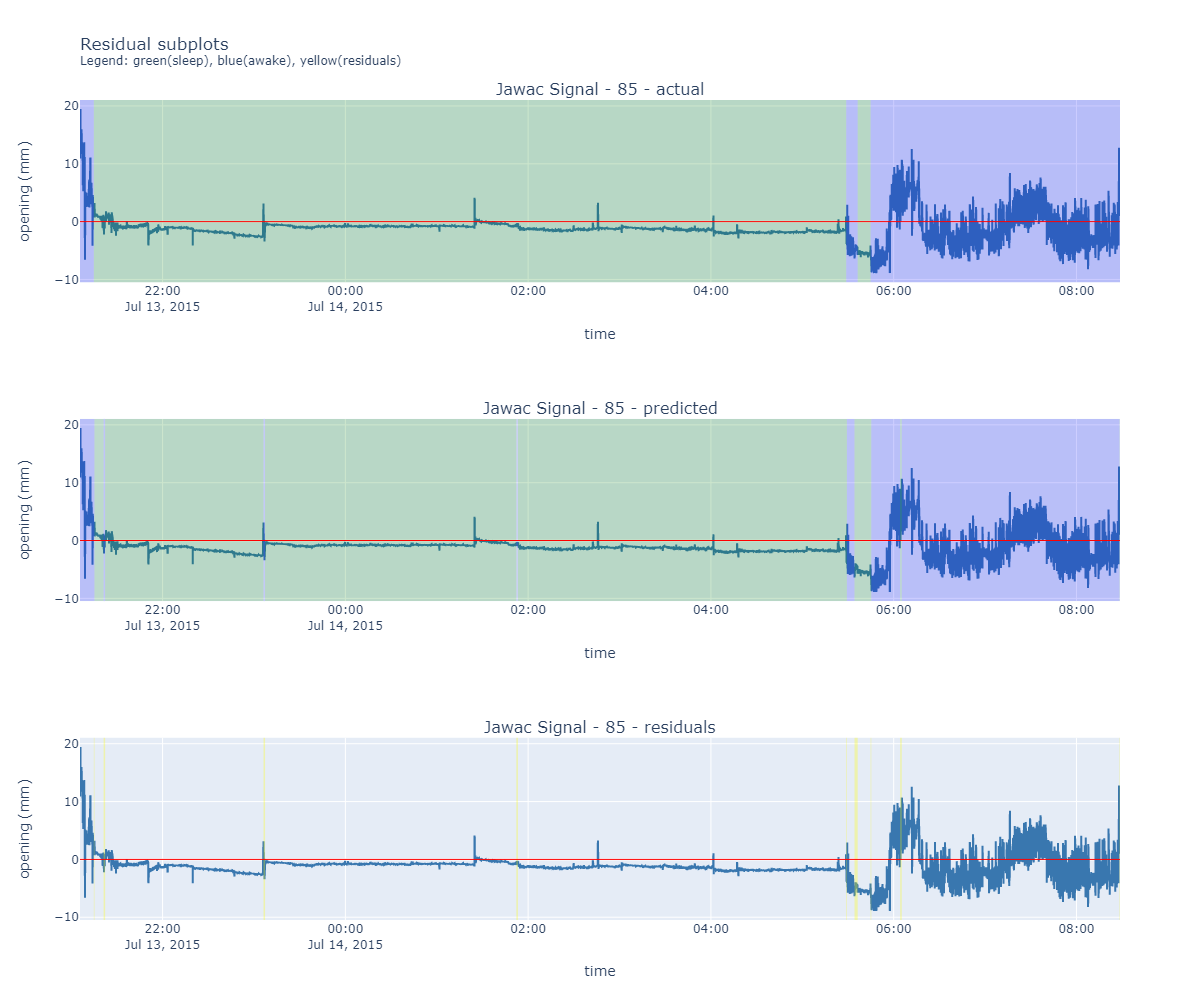 Residual subplots
Legend: green(sleep), blue(awake), yellow(residuals)
Jawac Signal - 85 - actual
opening (mm)
20
10
0
−10
22:00
Jul 13, 2015
00:00
Jul 14, 2015
02:00
04:00
06:00
08:00
time
Jawac Signal - 85 - predicted
opening (mm)
20
10
0
−10
22:00
Jul 13, 2015
00:00
Jul 14, 2015
02:00
04:00
06:00
08:00
time
Jawac Signal - 85 - residuals
opening (mm)
20
10
0
−10
22:00
Jul 13, 2015
00:00
Jul 14, 2015
02:00
04:00
06:00
08:00
time